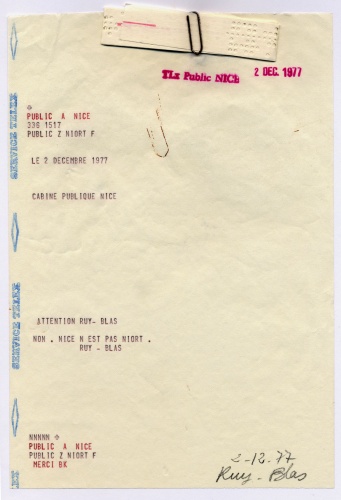 TLx Public NICE 2 DEC. 1977
SERVICE TELEX
PUBLIC A NICE
336 1517
PUBLIC Z NIORT F
LE 2 DECEMBRE 1977
CABINE PUBLIQUE NICE
SERVICE TELEX
ATTENTION RUY- BLAS
NON . NICE N EST PAS NIORT .
RUY - BLAS
NNNNN
PUBLIC A NICE
PUBLIC Z NIORT F
MERCI BK
2-12-77
Ruy-Blas